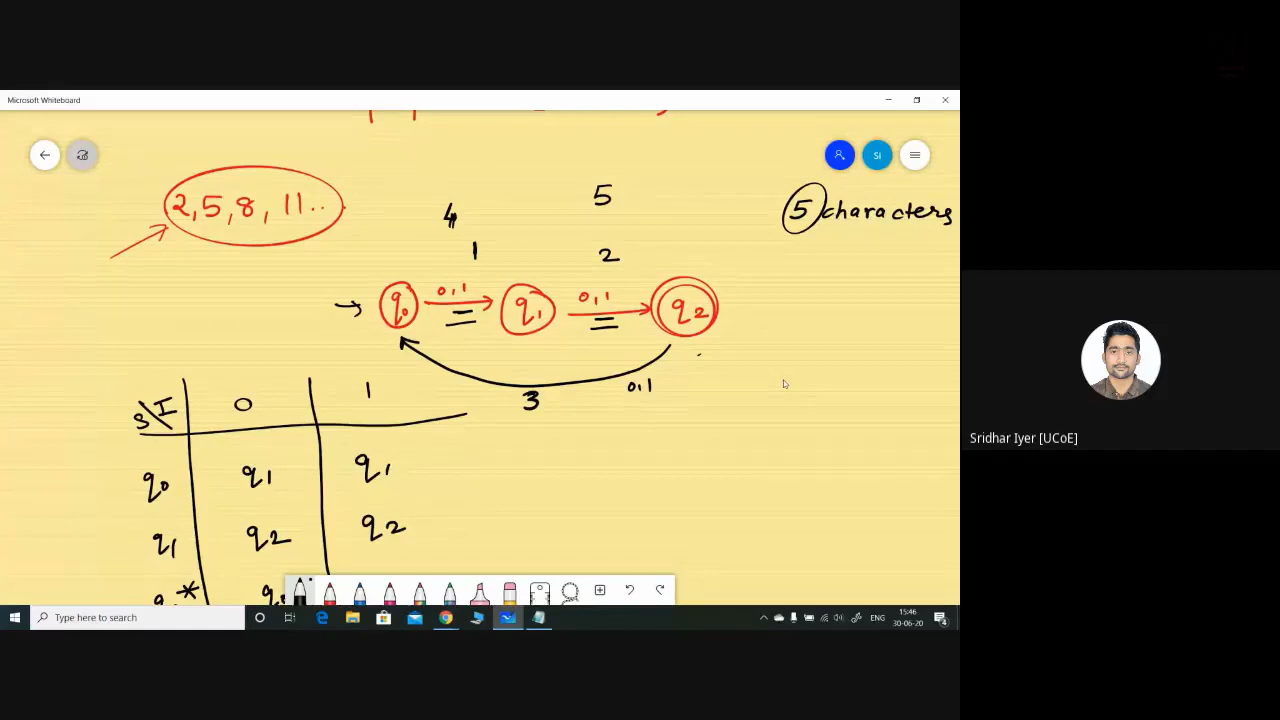 Microsoft Whiteboard
Si
2,5,8, 11..
4
5
5 characters
1
2
q0
0,1
q1
0,1
q2
3
0,1
S\I
0
1
q0
q1
q1
q1
q2
q2
*
Type here to search
ENG
15:46
30-06-20
4
Sridhar Iyer [UCoE]